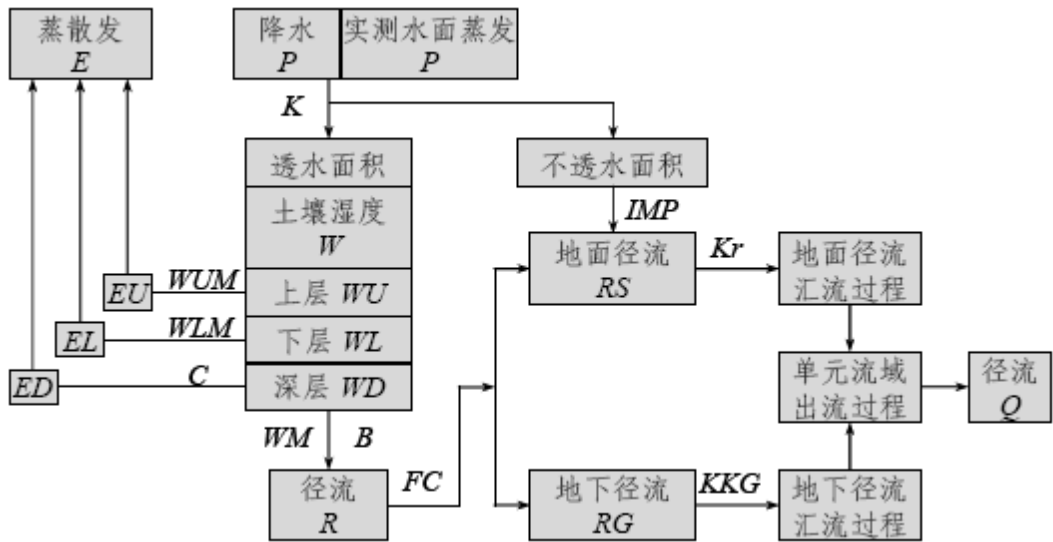 蒸散发
E
降水
P
实测水面蒸发
P
K
透水面积
不透水面积
土壤湿度
W
IMP
地面径流
RS
Kr
地面径流
汇流过程
EU
WUM
上层 WU
EL
WLM
下层 WL
ED
C
深层 WD
单元流域
出流过程
径流
Q
WM
B
径流
R
FC
地下径流
RG
KKG
地下径流
汇流过程